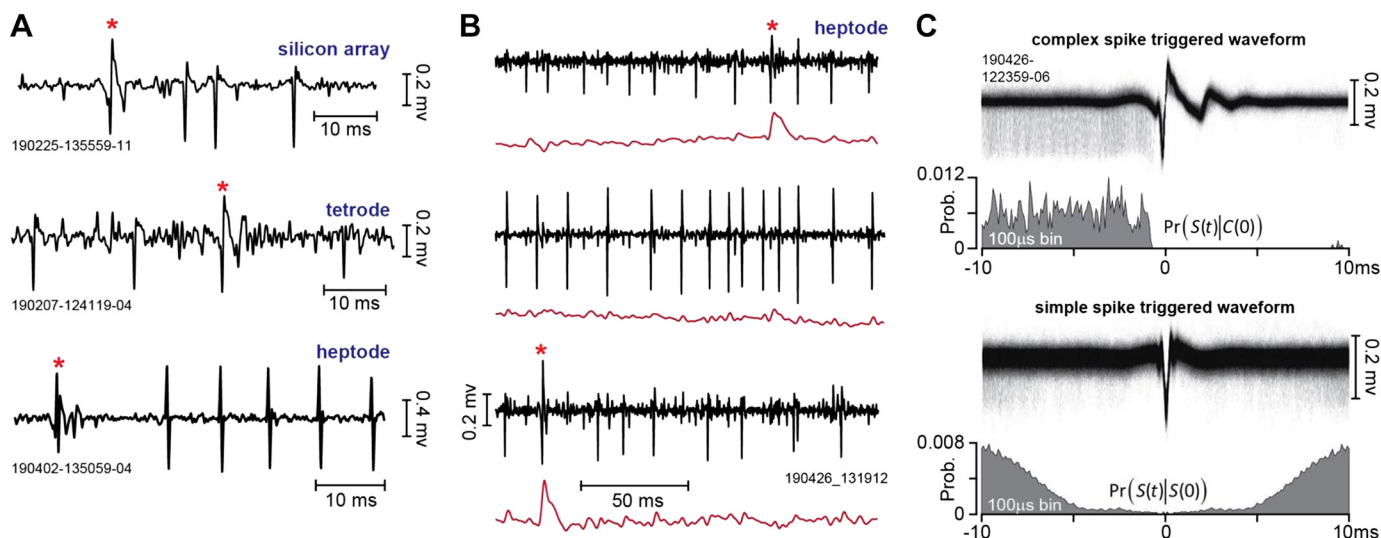 A
*
silicon array
0.2 mv
10 ms
190225-135559-11
*
tetrode
0.2 mv
10 ms
190207-124119-04
*
heptode
0.4 mv
190402-135059-04
10 ms
B
*
heptode
*
0.2 mv
190426_131912
50 ms
C
complex spike triggered waveform
190426-
122359-06
0.2 mv
0.012
Prob.
Pr(S(t)|C(0))
100μs bin
0
-10 0 10ms
simple spike triggered waveform
0.2 mv
0.008
Prob.
Pr(S(t)|S(0))
100μs bin
0
-10 0 10ms